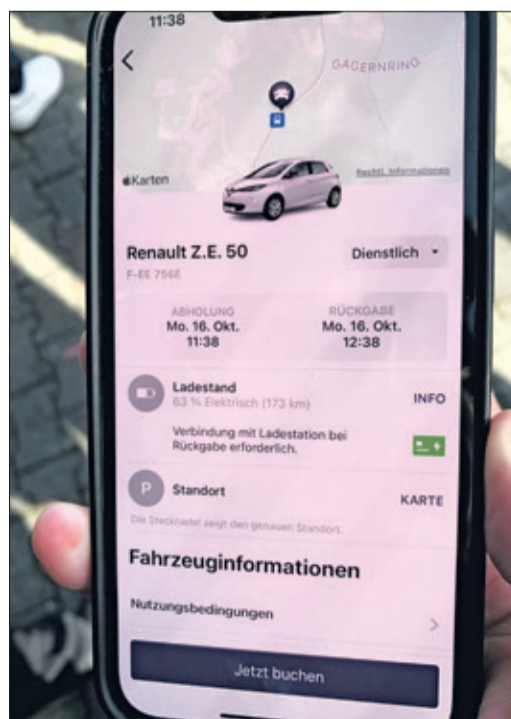 11:38
GAGERNRING
Karten
Rechtl. Informationen
Renault Z.E. 50
Dienstlich
F-EE 756E
ABHOLUNG
Mo. 16. Okt.
11:38
RÜCKGABE
Mo. 16. Okt.
12:38
Ladestand
63 % Elektrisch (173 km)
INFO
Verbindung mit Ladestation bei
Rückgabe erforderlich.
P
Standort
KARTE
Die Stecknadel zeigt den genauen Standort.
Fahrzeuginformationen
Nutzungsbedingungen
Jetzt buchen